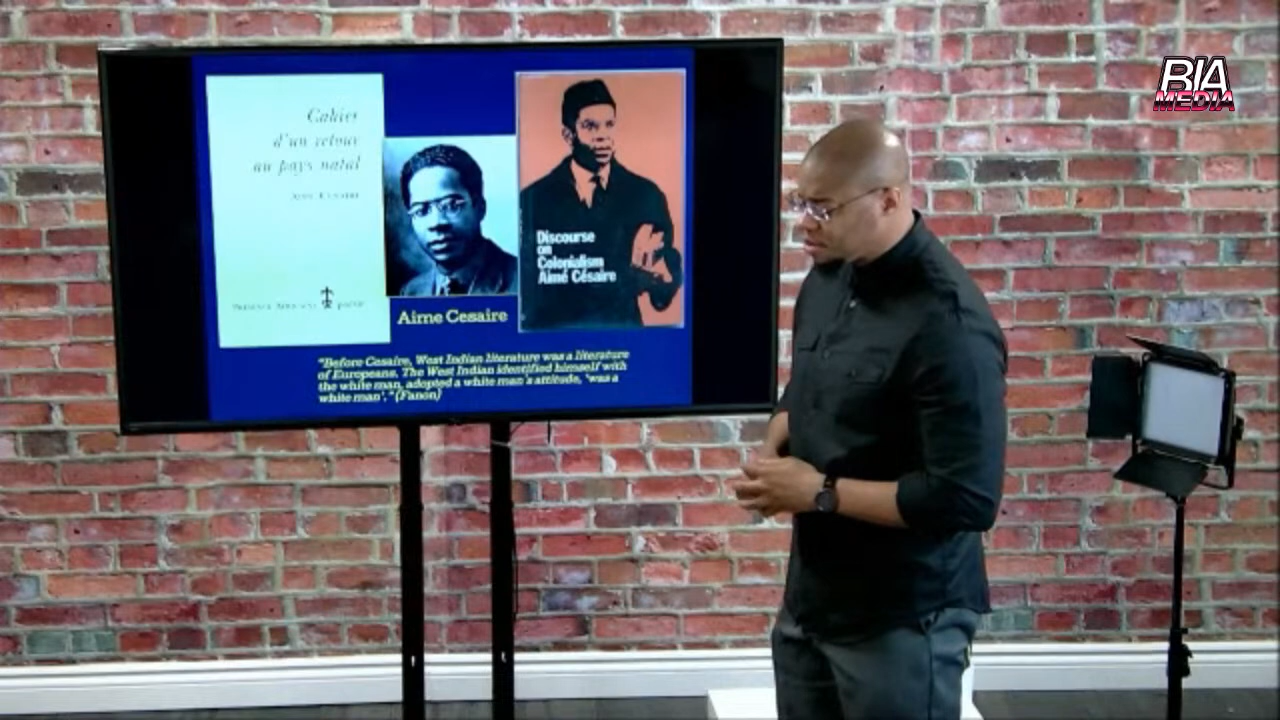 BIA
MEDIA
Cahier
d'un retour
au pays natal
Aimé Césaire
Discourse
on
Colonialism
Aimé Césaire
Aime Cesaire
"Before Cesaire, West Indian literature was a literature
of Europeans. The West Indian identified himself with
the white man, adopted a white man's attitude, "was a
white man'." (Fanon)